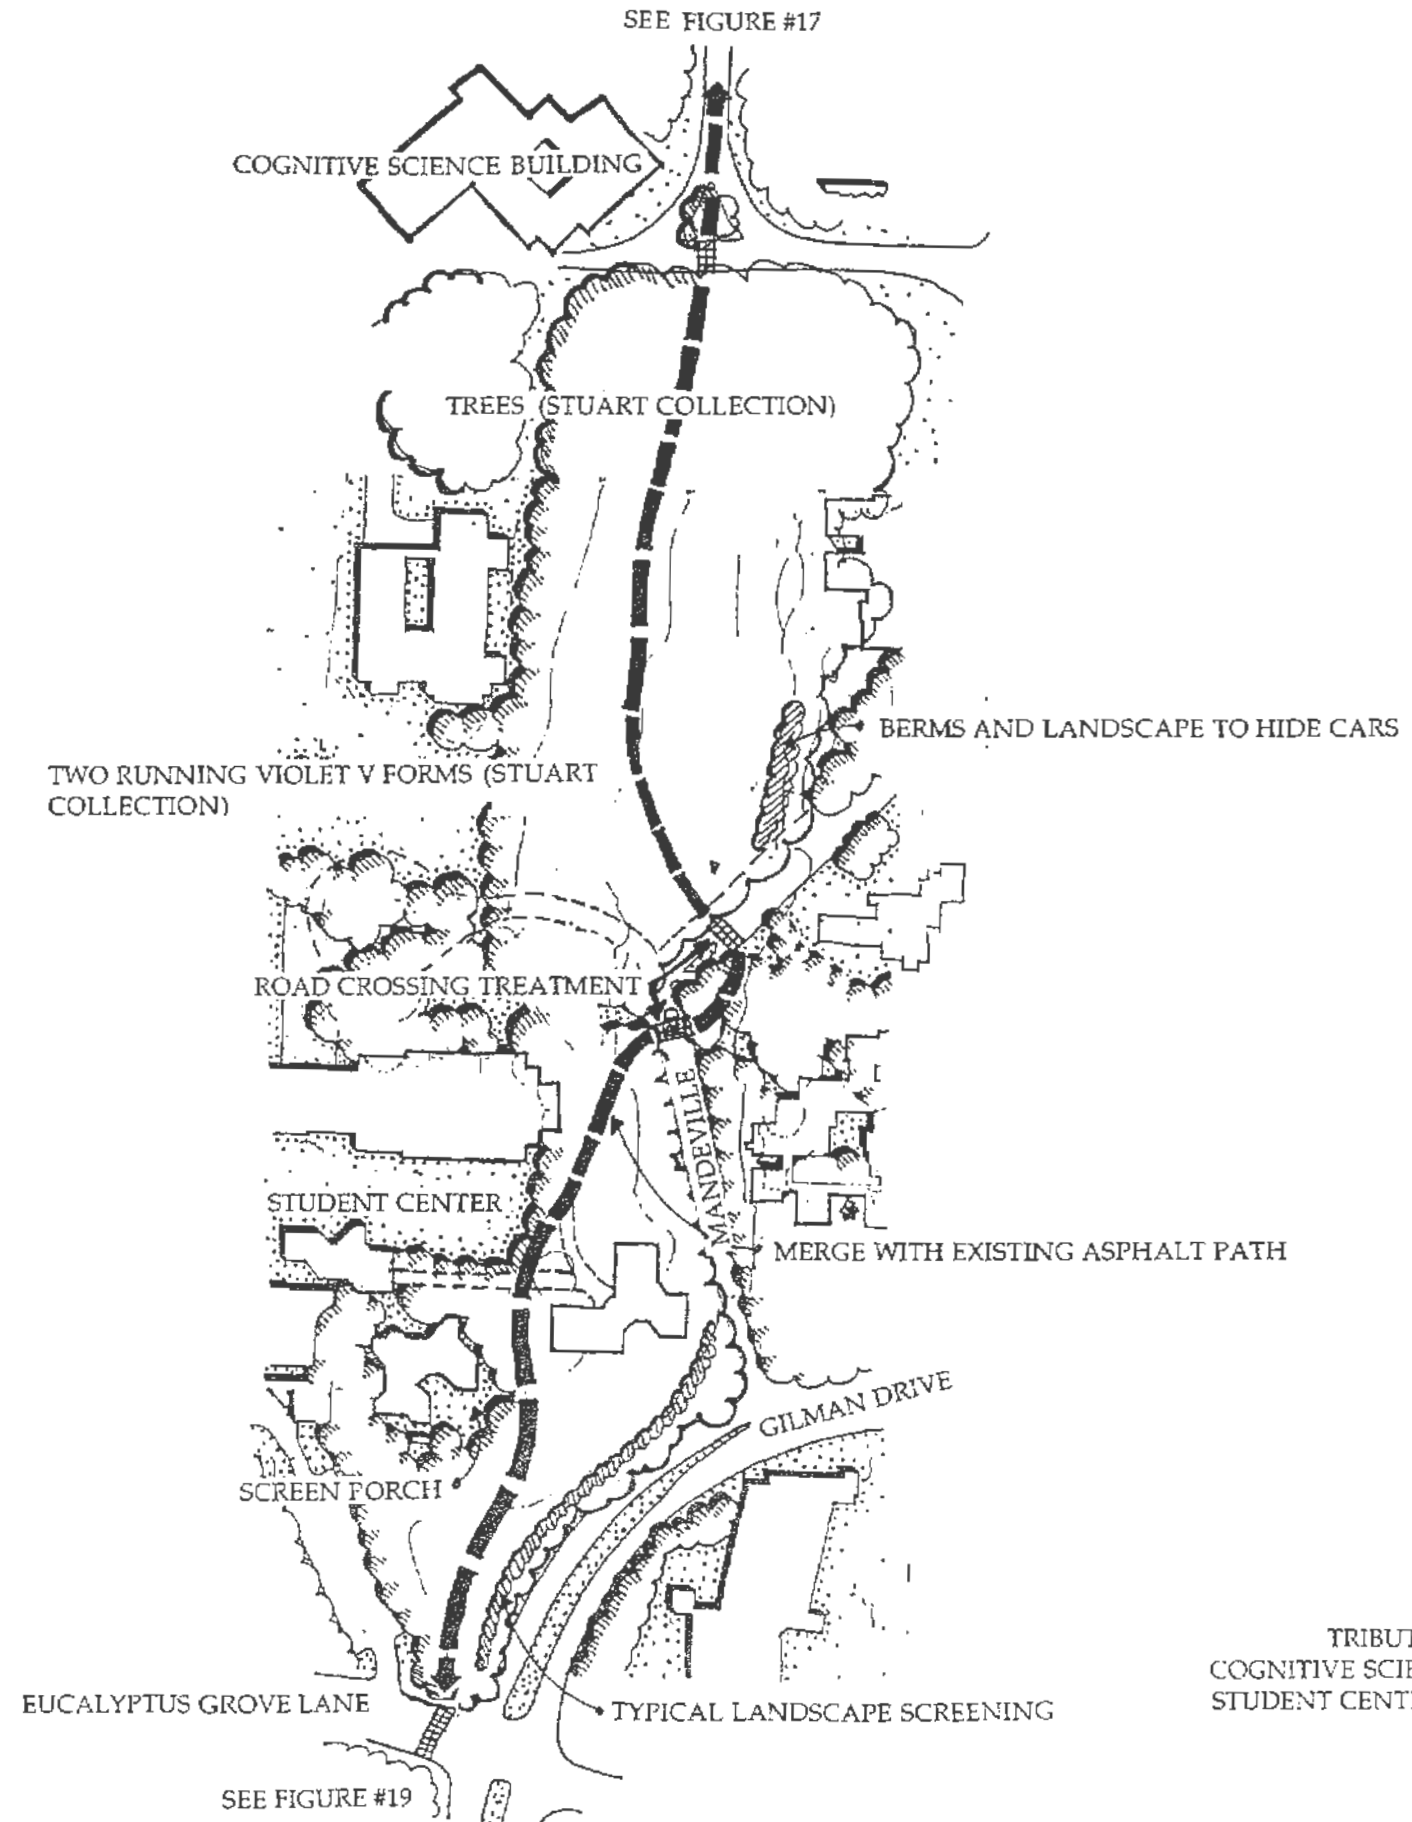 SEE FIGURE #17
COGNITIVE SCIENCE BUILDING
TREES (STUART COLLECTION)
BERMS AND LANDSCAPE TO HIDE CARS
TWO RUNNING VIOLET V FORMS (STUART
COLLECTION)
ROAD CROSSING TREATMENT
MANDEVILLE
STUDENT CENTER
MERGE WITH EXISTING ASPHALT PATH
GILMAN DRIVE
SCREEN PORCH
TRIBUT
COGNITIVE SCIE
STUDENT CENT
EUCALYPTUS GROVE LANE
TYPICAL LANDSCAPE SCREENING
SEE FIGURE #19